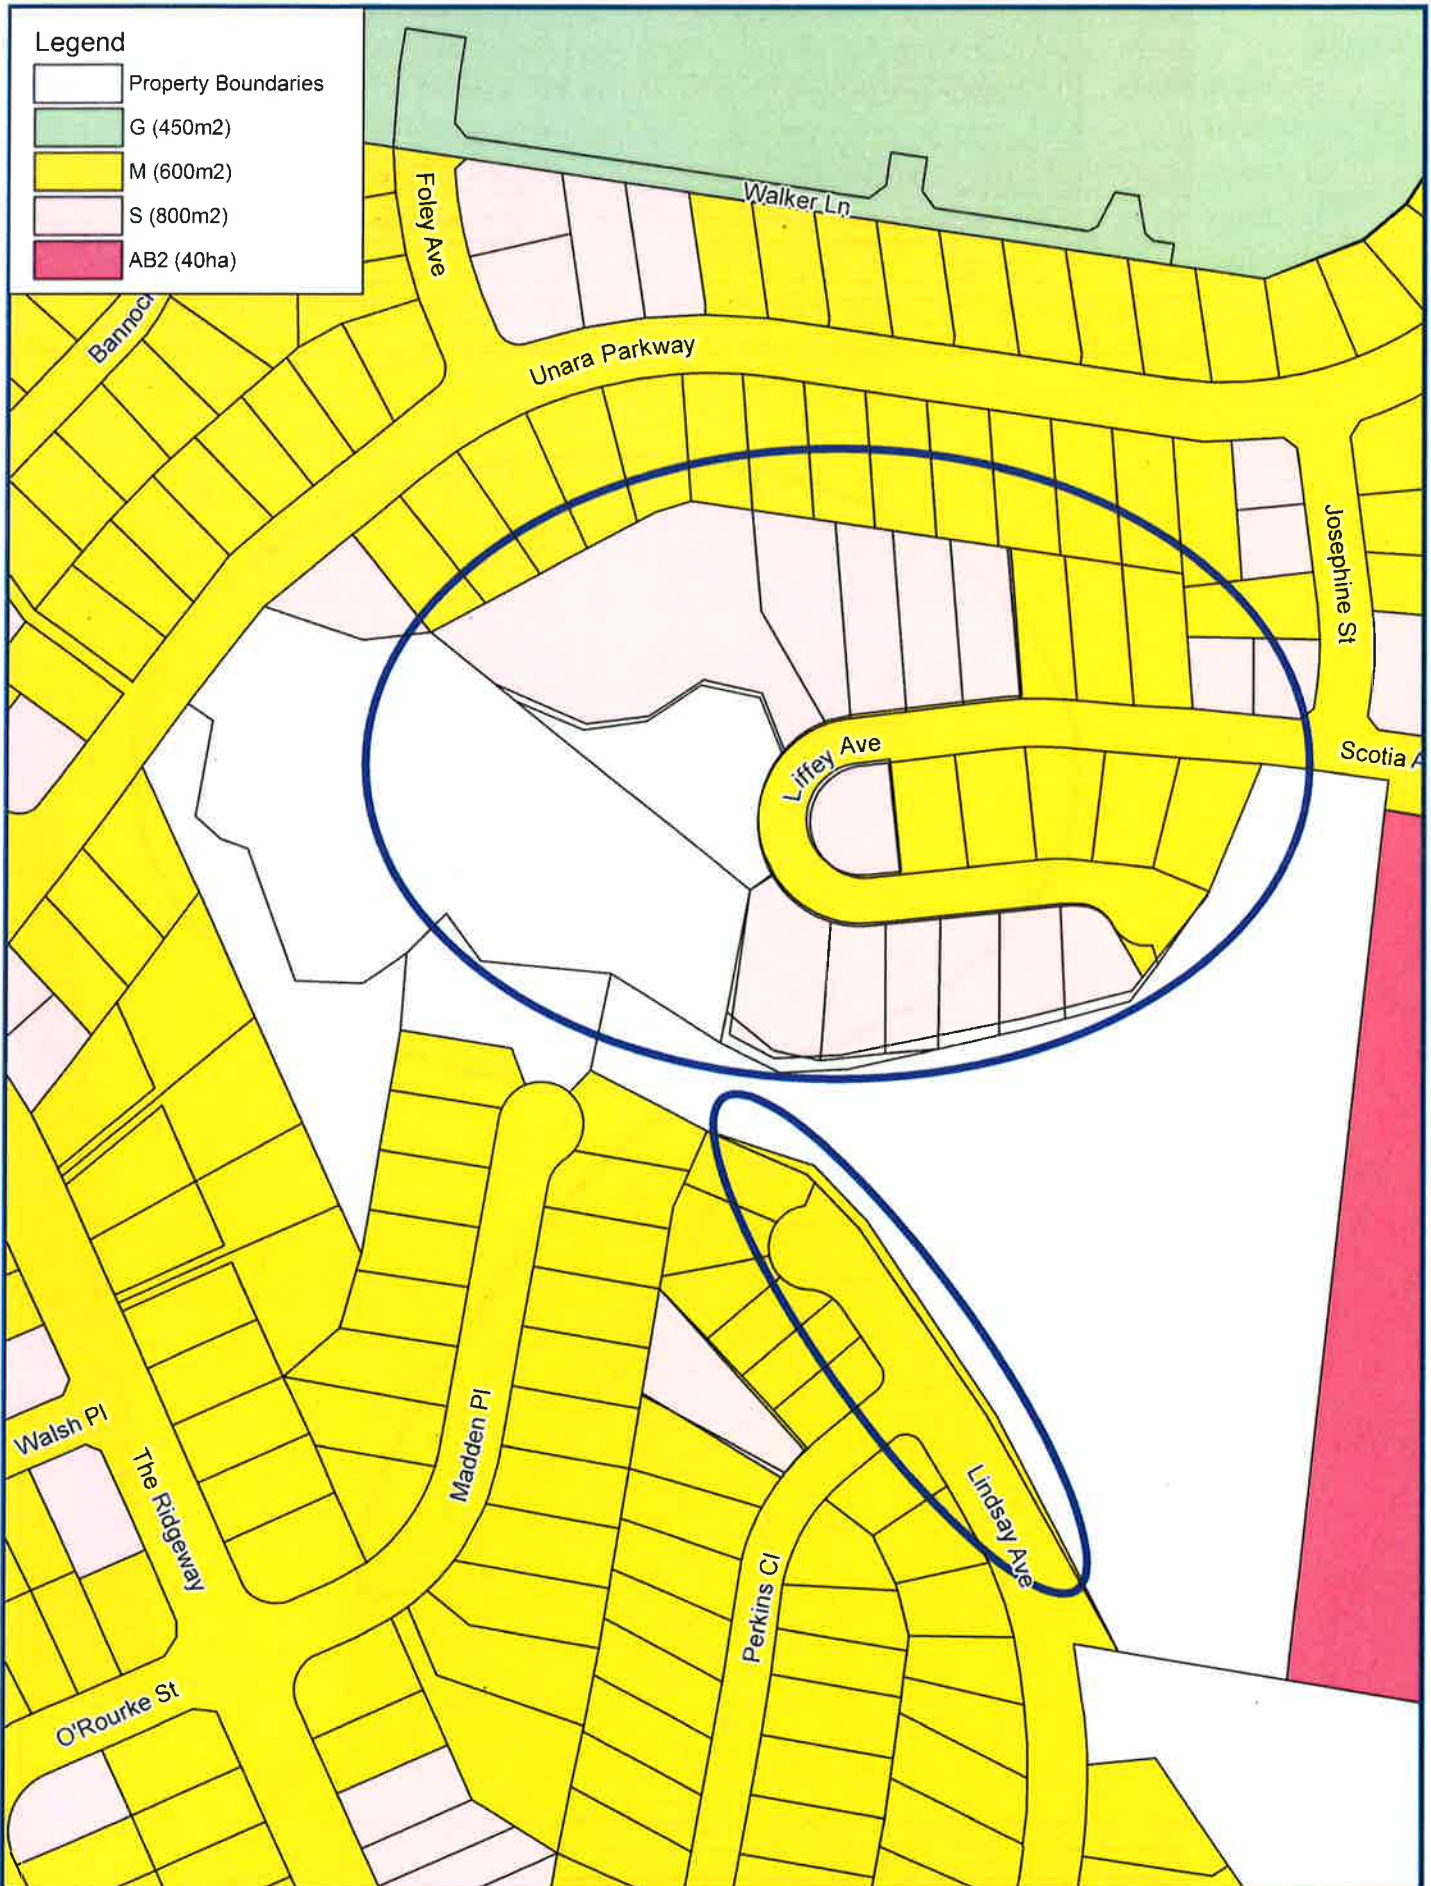 Legend
Property Boundaries
G (450m2)
M (600m2)
S (800m2)
AB2 (40ha)
Walker Ln
Foley Ave
Bannoc
Unara Parkway
Josephine St
Liffey Ave
Scotia A
Walsh Pl
The Ridgeway
Madden Pl
Lindsay Ave
Perkins Cl
O'Rourke St